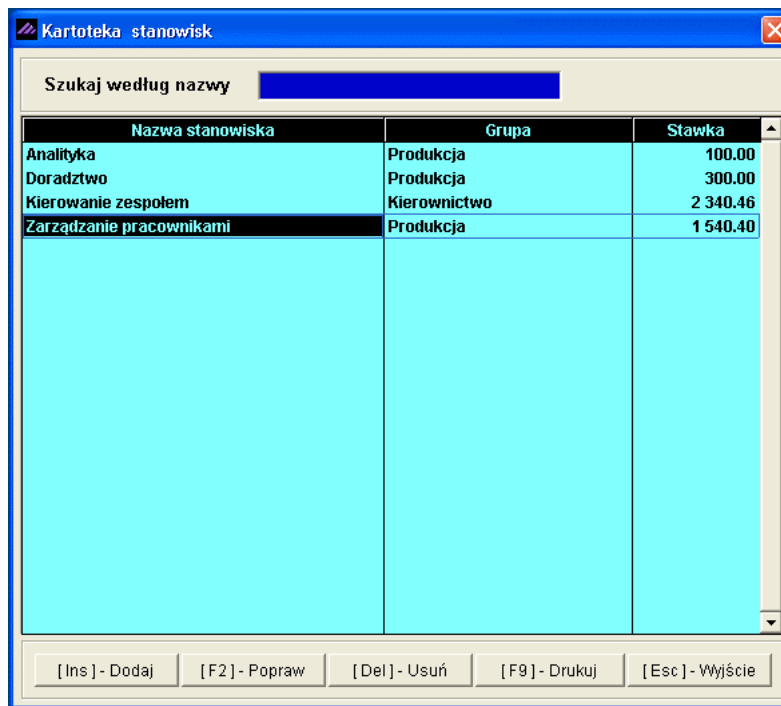 Kartoteka stanowisk
Szukaj według nazwy
Nazwa stanowiska Grupa Stawka
Analityka Produkcja 100.00
Doradztwo Produkcja 300.00
Kierowanie zespołem Kierownictwo 2 340.46
Zarządzanie pracownikami Produkcja 1 540.40
[Ins] - Dodaj [F2] - Popraw [Del] - Usuń [F9] - Drukuj [Esc] - Wyjście